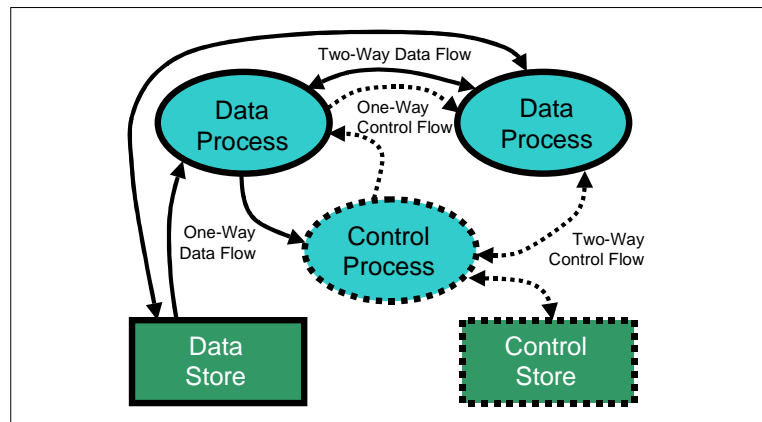 Two-Way Data Flow
Data
Process
One-Way
Control Flow
Data
Process
One-Way
Data Flow
Control
Process
Two-Way
Control Flow
Data
Store
Control
Store